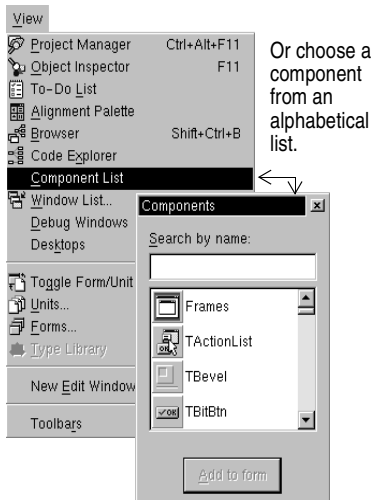 View
Project Manager Ctrl+Alt+F11
Object Inspector F11
To-Do List
Alignment Palette
Browser Shift+Ctrl+B
Code Explorer
Component List
Window List...
Debug Windows
Desktops
Toggle Form/Unit
Units...
Forms...
Type Library
New Edit Window
Toolbars
Or choose a
component
from an
alphabetical
list.
Components
Search by name:
Frames
TActionList
TBevel
OK TBitBtn
Add to form